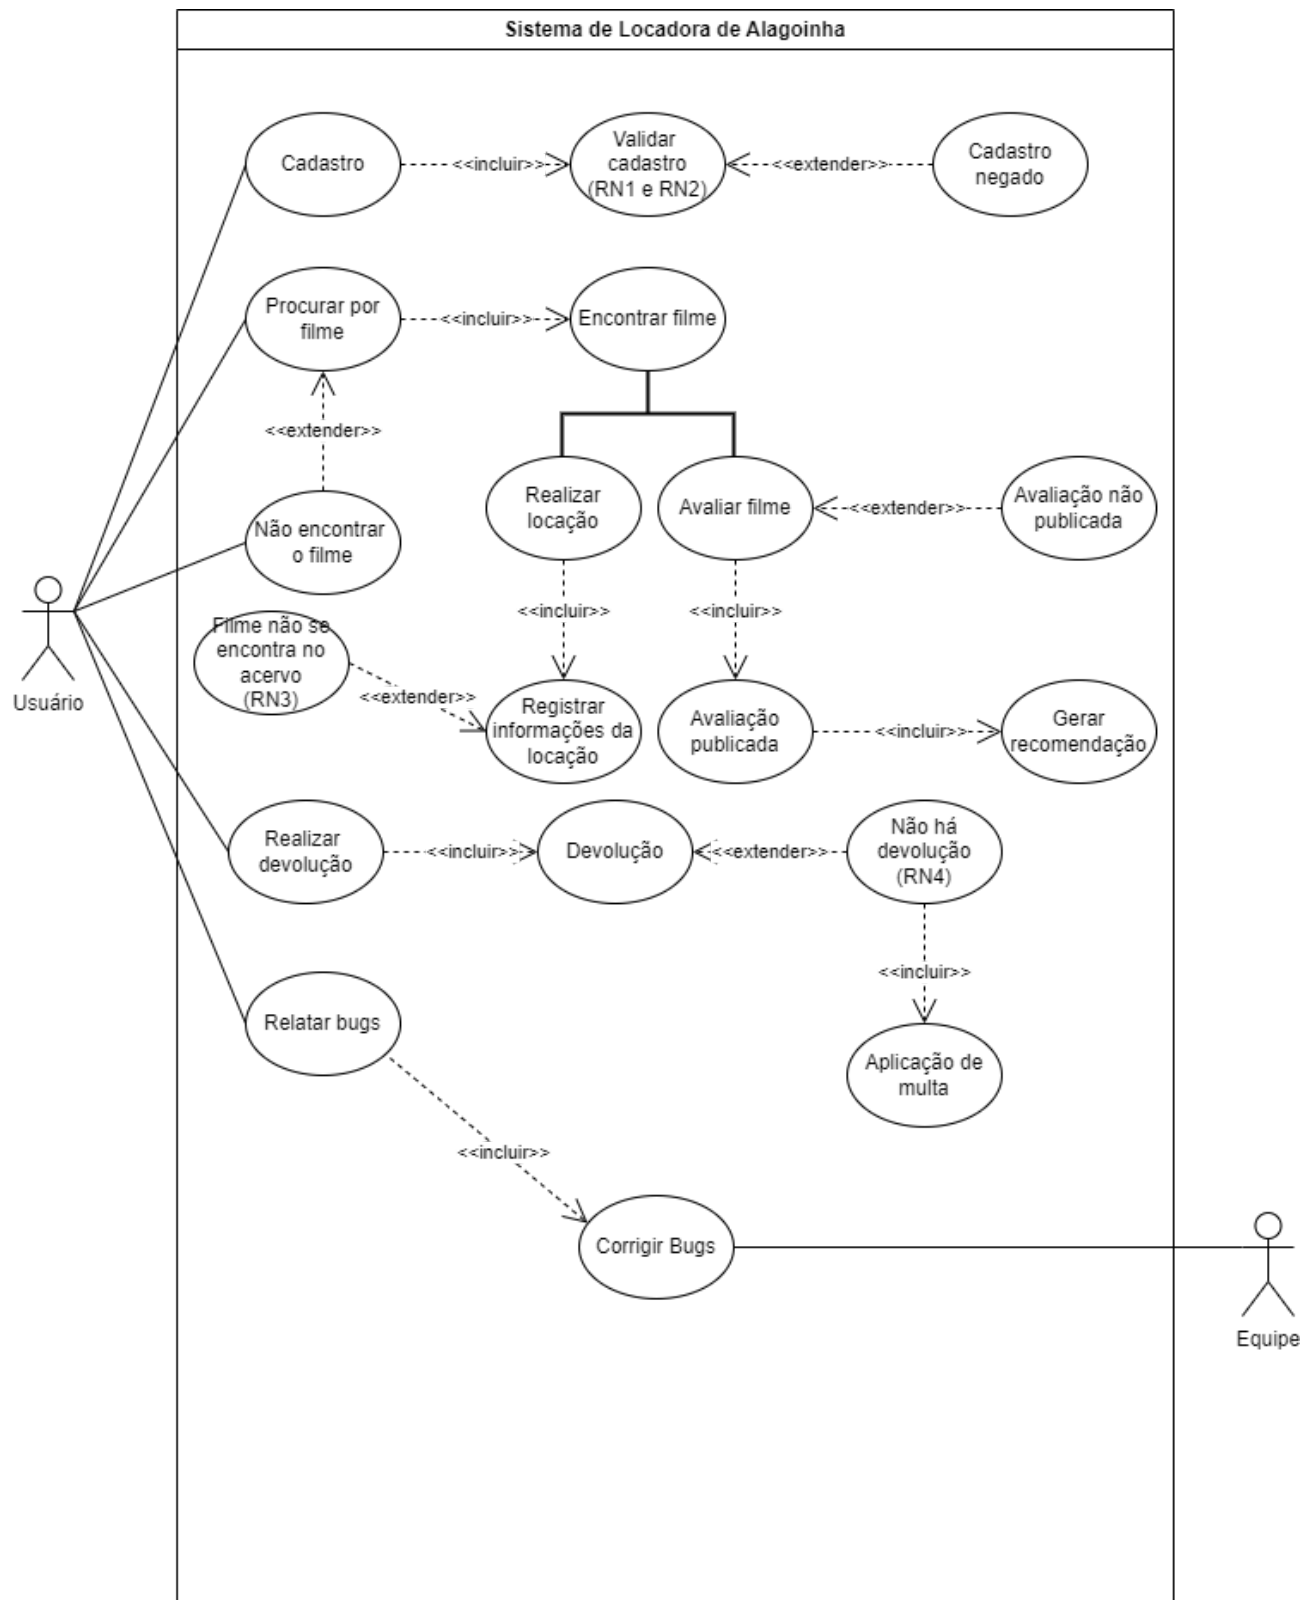 Sistema de Locadora de Alagoinha
Cadastro
<<incluir>>
Validar
cadastro
(RN1 e RN2)
<<extender>>
Cadastro
negado
Procurar por
filme
<<incluir>>
Encontrar filme
<<extender>>
Não encontrar
o filme
Realizar
locação
Avaliar filme
<<extender>>
Avaliação não
publicada
<<incluir>>
<<incluir>>
Usuário
Filme não se
encontra no
acervo
(RN3)
<<extender>>
Registrar
informações da
locação
Avaliação
publicada
<<incluir>>
Gerar
recomendação
Realizar
devolução
<<incluir>>
Devolução
<<extender>>
Não há
devolução
(RN4)
<<incluir>>
Relatar bugs
Aplicação de
multa
<<incluir>>
Corrigir Bugs
Equipe